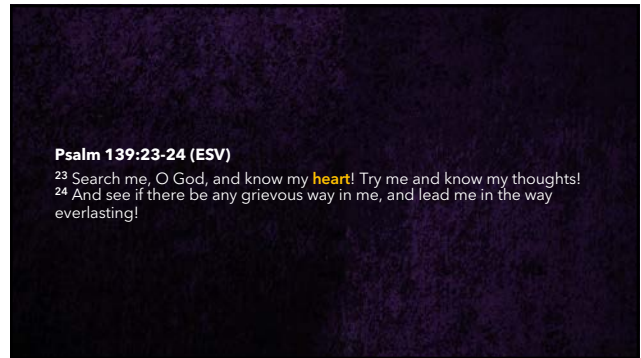 Psalm 139:23-24 (ESV)
23 Search me, O God, and know my heart! Try me and know my thoughts!
24 And see if there be any grievous way in me, and lead me in the way
everlasting!